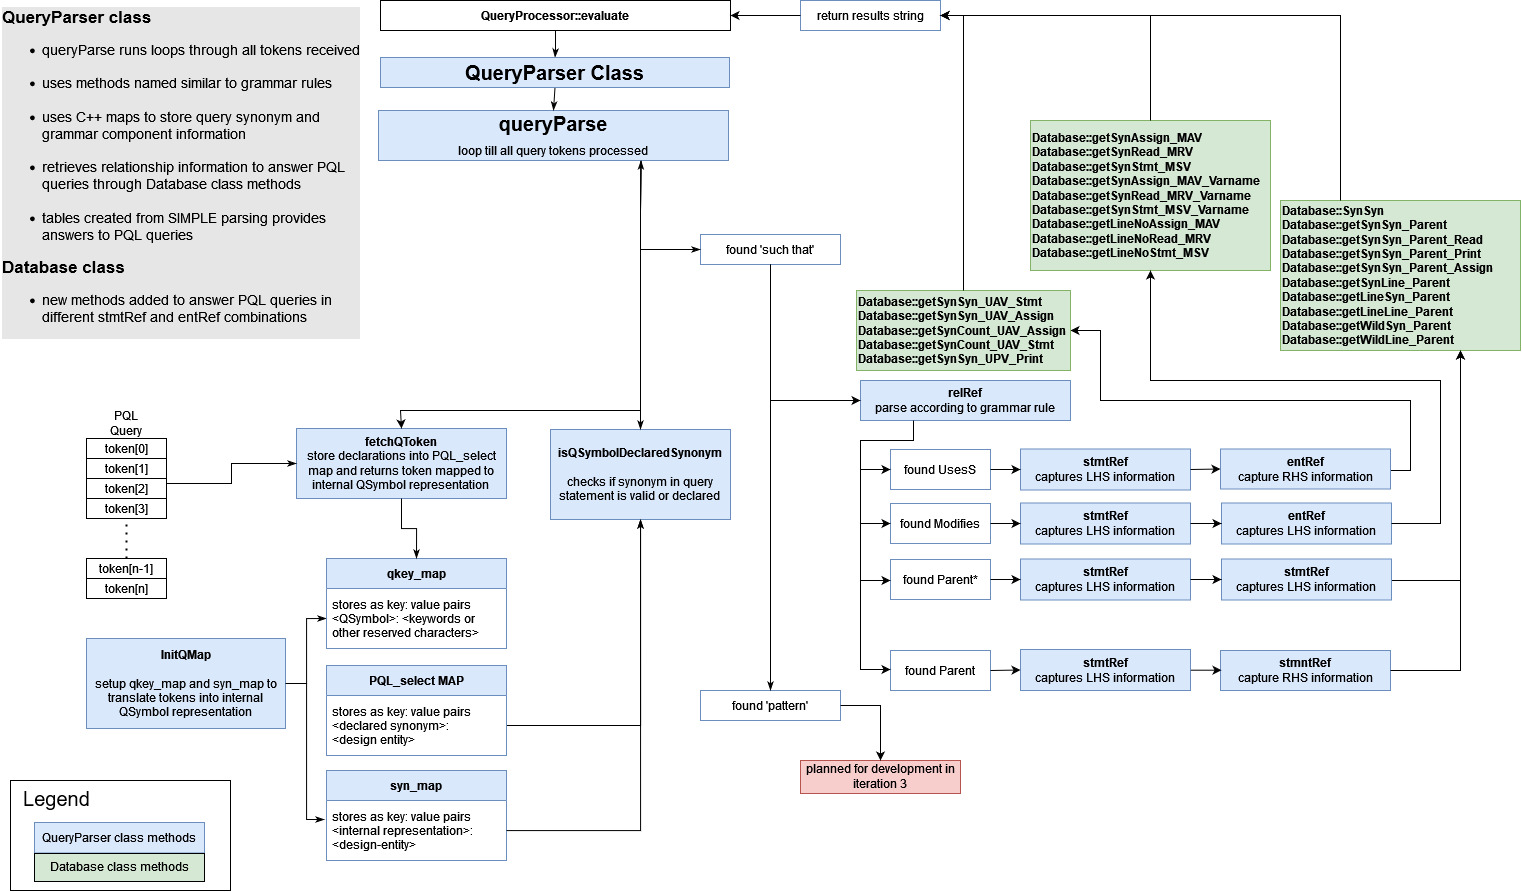 QueryParser class
• queryParse runs loops through all tokens received
• uses methods named similar to grammar rules
• uses C++ maps to store query synonym and
grammar component information
• retrieves relationship information to answer PQL
queries through Database class methods
• tables created from SIMPLE parsing provides
answers to PQL queries
Database class
• new methods added to answer PQL queries in
different stmtRef and entRef combinations
QueryProcessor::evaluate
return results string
QueryParser Class
queryParse
loop till all query tokens processed
found 'such that'
Database::getSynAssign_MAV
Database::getSynRead_MRV
Database::getSynStmt_MSV
Database::getSynAssign_MAV_Varname
Database::getSynRead_MRV_Varname
Database::getSynStmt_MSV_Varname
Database::getLineNoAssign_MAV
Database::getLineNoRead_MRV
Database::getLineNoStmt_MSV
Database::SynSyn
Database::getSynSyn_Parent
Database::getSynSyn_Parent_Read
Database::getSynSyn_Parent_Print
Database::getSynSyn_Parent_Assign
Database::getSynLine_Parent
Database::getLineSyn_Parent
Database::getLineLine_Parent
Database::getWildSyn_Parent
Database::getWildLine_Parent
Database::getSynSyn_UAV_Stmt
Database::getSynSyn_UAV_Assign
Database::getSynCount_UAV_Assign
Database::getSynCount_UAV_Stmt
Database::getSynSyn_UPV_Print
relRef
parse according to grammar rule
PQL
Query
token[0]
token[1]
token[2]
token[3]
token[n-1]
token[n]
fetchQToken
store declarations into PQL_select
map and returns token mapped to
internal QSymbol representation
isQSymbolDeclaredSynonym
checks if synonym in query
statement is valid or declared
found UsesS
stmtRef
captures LHS information
entRef
capture RHS information
found Modifies
stmtRef
captures LHS information
entRef
captures LHS information
found Parent*
stmtRef
captures LHS information
stmtRef
captures LHS information
found Parent
stmtRef
captures LHS information
stmntRef
capture RHS information
qkey_map
stores as key: value pairs
<QSymbol>: <keywords or
other reserved characters>
InitQMap
setup qkey_map and syn_map to
translate tokens into internal
QSymbol representation
PQL_select MAP
stores as key: value pairs
<declared synonym>:
<design entity>
syn_map
stores as key: value pairs
<internal representation>:
<design-entity>
found 'pattern'
planned for development in
iteration 3
Legend
QueryParser class methods
Database class methods